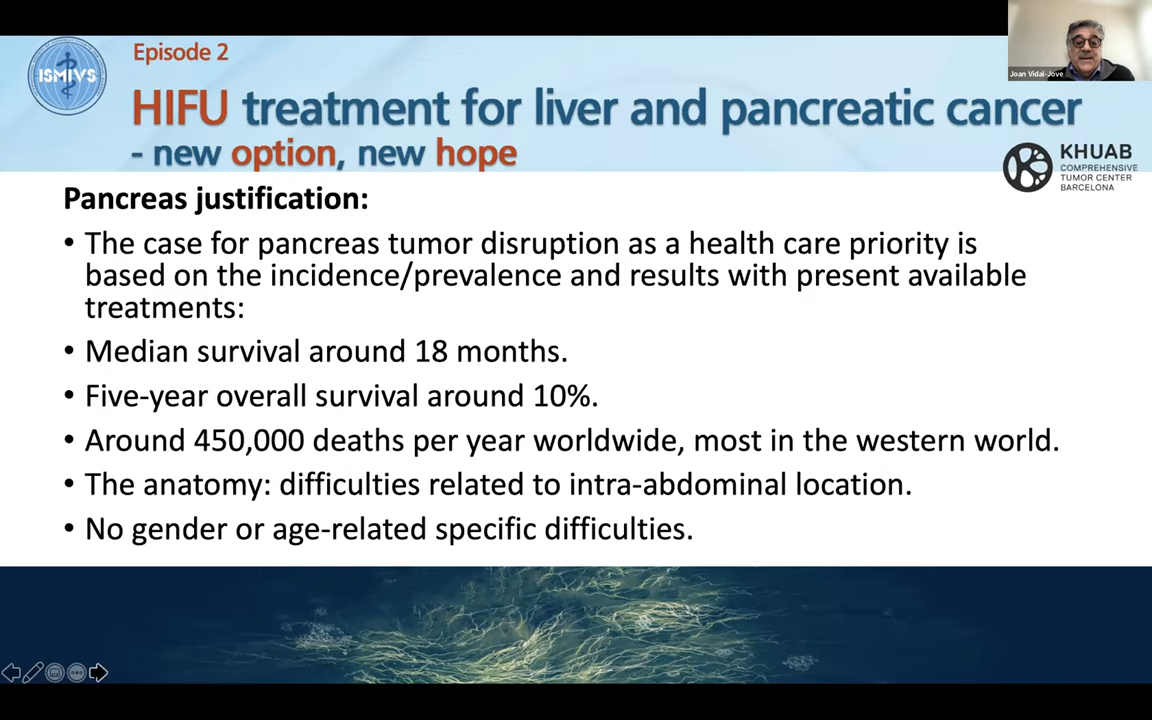 Episode 2
ISMIVS
HIFU treatment for liver and pancreatic cancer
- new option, new hope
Joan Vidal-Jove
KHUAB
COMPREHENSIVE
TUMOR CENTER
BARCELONA
Pancreas justification:
• The case for pancreas tumor disruption as a health care priority is
based on the incidence/prevalence and results with present available
treatments:
• Median survival around 18 months.
• Five-year overall survival around 10%.
• Around 450,000 deaths per year worldwide, most in the western world.
• The anatomy: difficulties related to intra-abdominal location.
• No gender or age-related specific difficulties.